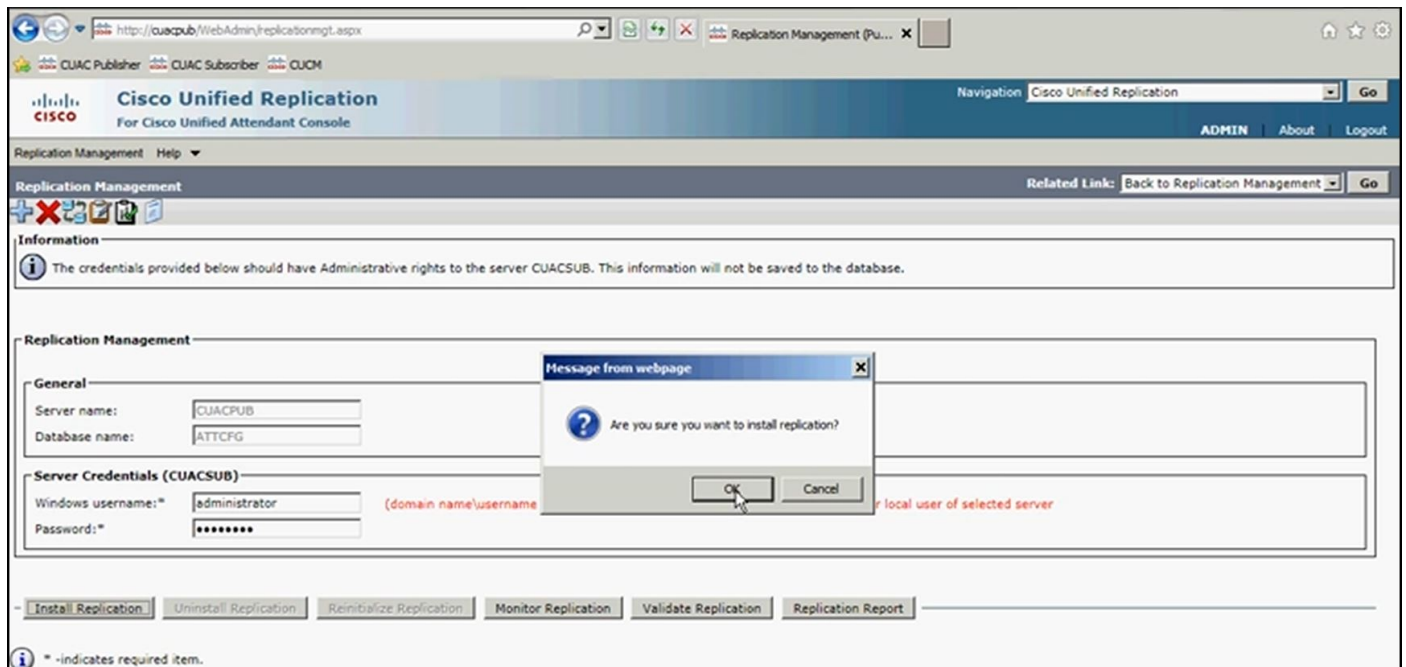 http://cuacpub/WebAdmin/replicationmgt.aspx
Replication Management (Pu...
CUAC Publisher CUAC Subscriber CUCM
CISCO
Cisco Unified Replication
For Cisco Unified Attendant Console
Navigation Cisco Unified Replication Go
ADMIN | About | Logout
Replication Management Help
Replication Management
Related Link: Back to Replication Management Go
Information
The credentials provided below should have Administrative rights to the server CUACSUB. This information will not be saved to the database.
Replication Management
General
Server name: CUACPUB
Database name: ATTCFG
Server Credentials (CUACSUB)
Windows username:* administrator (domain name\username
r local user of selected server
Password:* ••••••••
Message from webpage
Are you sure you want to install replication?
OK Cancel
Install Replication Uninstall Replication Reinitialize Replication Monitor Replication Validate Replication Replication Report
* -indicates required item.